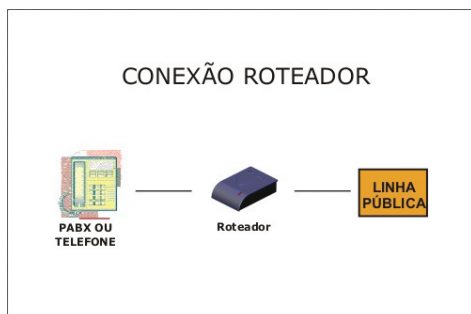 CONEXÃO ROTEADOR
PABX OU
TELEFONE
Roteador
LINHA
PÚBLICA